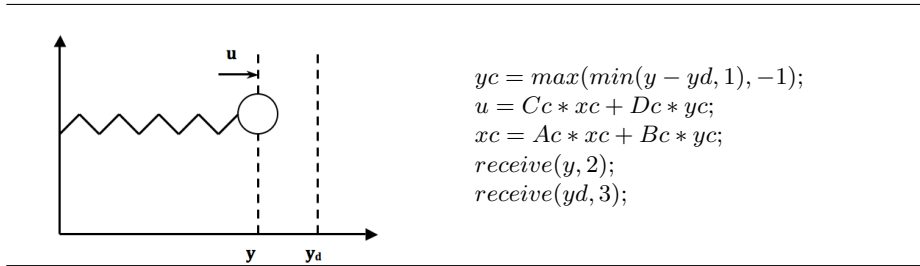 u
y
yd
yc = max(min(y − yd, 1), −1);
u = Cc ∗ xc + Dc ∗ yc;
xc = Ac ∗ xc + Bc ∗ yc;
receive(y, 2);
receive(yd, 3);